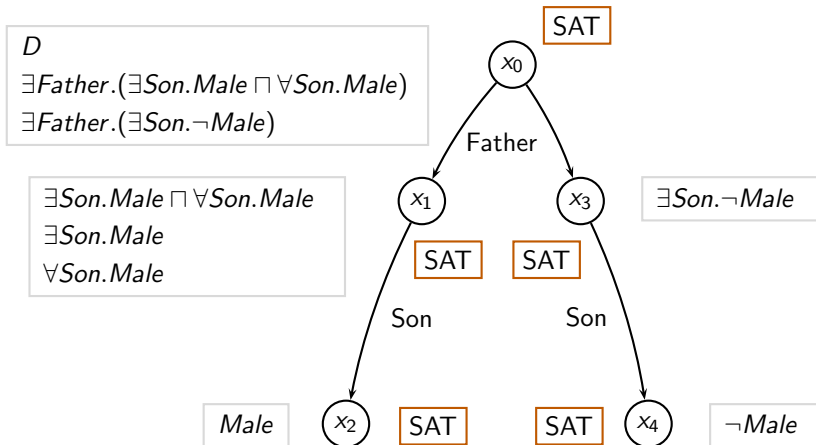 SAT
D
x₀
∃Father.(∃Son.Male ⊓ ∀Son.Male)
∃Father.(∃Son.¬Male)
Father
∃Son.Male ⊓ ∀Son.Male
x₁
x₃
∃Son.¬Male
∃Son.Male
SAT
SAT
∀Son.Male
Son
Son
Male
x₂
SAT
SAT
x₄
¬Male